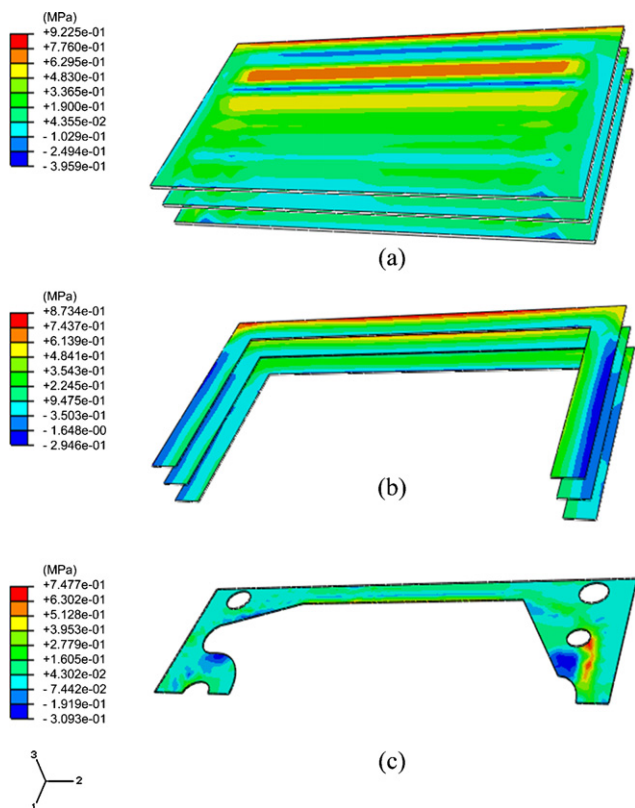 (MPa)
+9.225e-01
+7.760e-01
+6.295e-01
+4.830e-01
+3.365e-01
+1.900e-01
+4.355e-02
- 1.029e-01
- 2.494e-01
- 3.959e-01
(a)
(MPa)
+8.734e-01
+7.437e-01
+6.139e-01
+4.841e-01
+3.543e-01
+2.245e-01
+9.475e-01
- 3.503e-01
- 1.648e-00
- 2.946e-01
(b)
(MPa)
+7.477e-01
+6.302e-01
+5.128e-01
+3.953e-01
+2.779e-01
+1.605e-01
+4.302e-02
- 7.442e-02
- 1.919e-01
- 3.093e-01
(c)
3
2
1